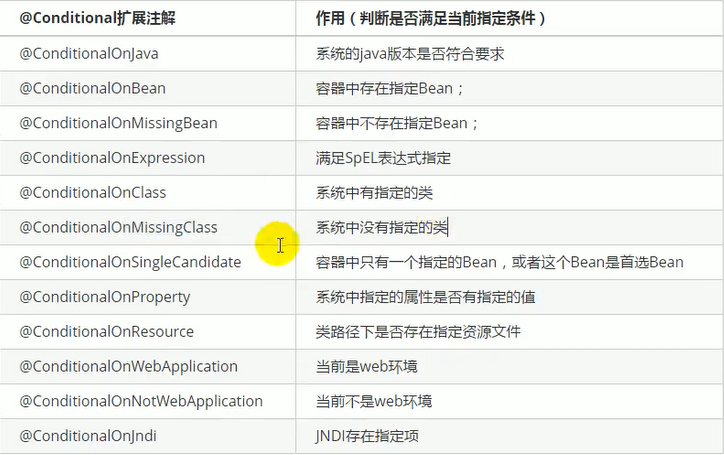 @Conditional扩展注解 作用（判断是否满足当前指定条件）
@ConditionalOnJava 系统的java版本是否符合要求
@ConditionalOnBean 容器中存在指定Bean；
@ConditionalOnMissingBean 容器中不存在指定Bean；
@ConditionalOnExpression 满足SpEL表达式指定
@ConditionalOnClass 系统中有指定的类
@ConditionalOnMissingClass 系统中没有指定的类
@ConditionalOnSingleCandidate 容器中只有一个指定的Bean，或者这个Bean是首选Bean
@ConditionalOnProperty 系统中指定的属性是否有指定的值
@ConditionalOnResource 类路径下是否存在指定资源文件
@ConditionalOnWebApplication 当前是web环境
@ConditionalOnNotWebApplication 当前不是web环境
@ConditionalOnJndi JNDI存在指定项